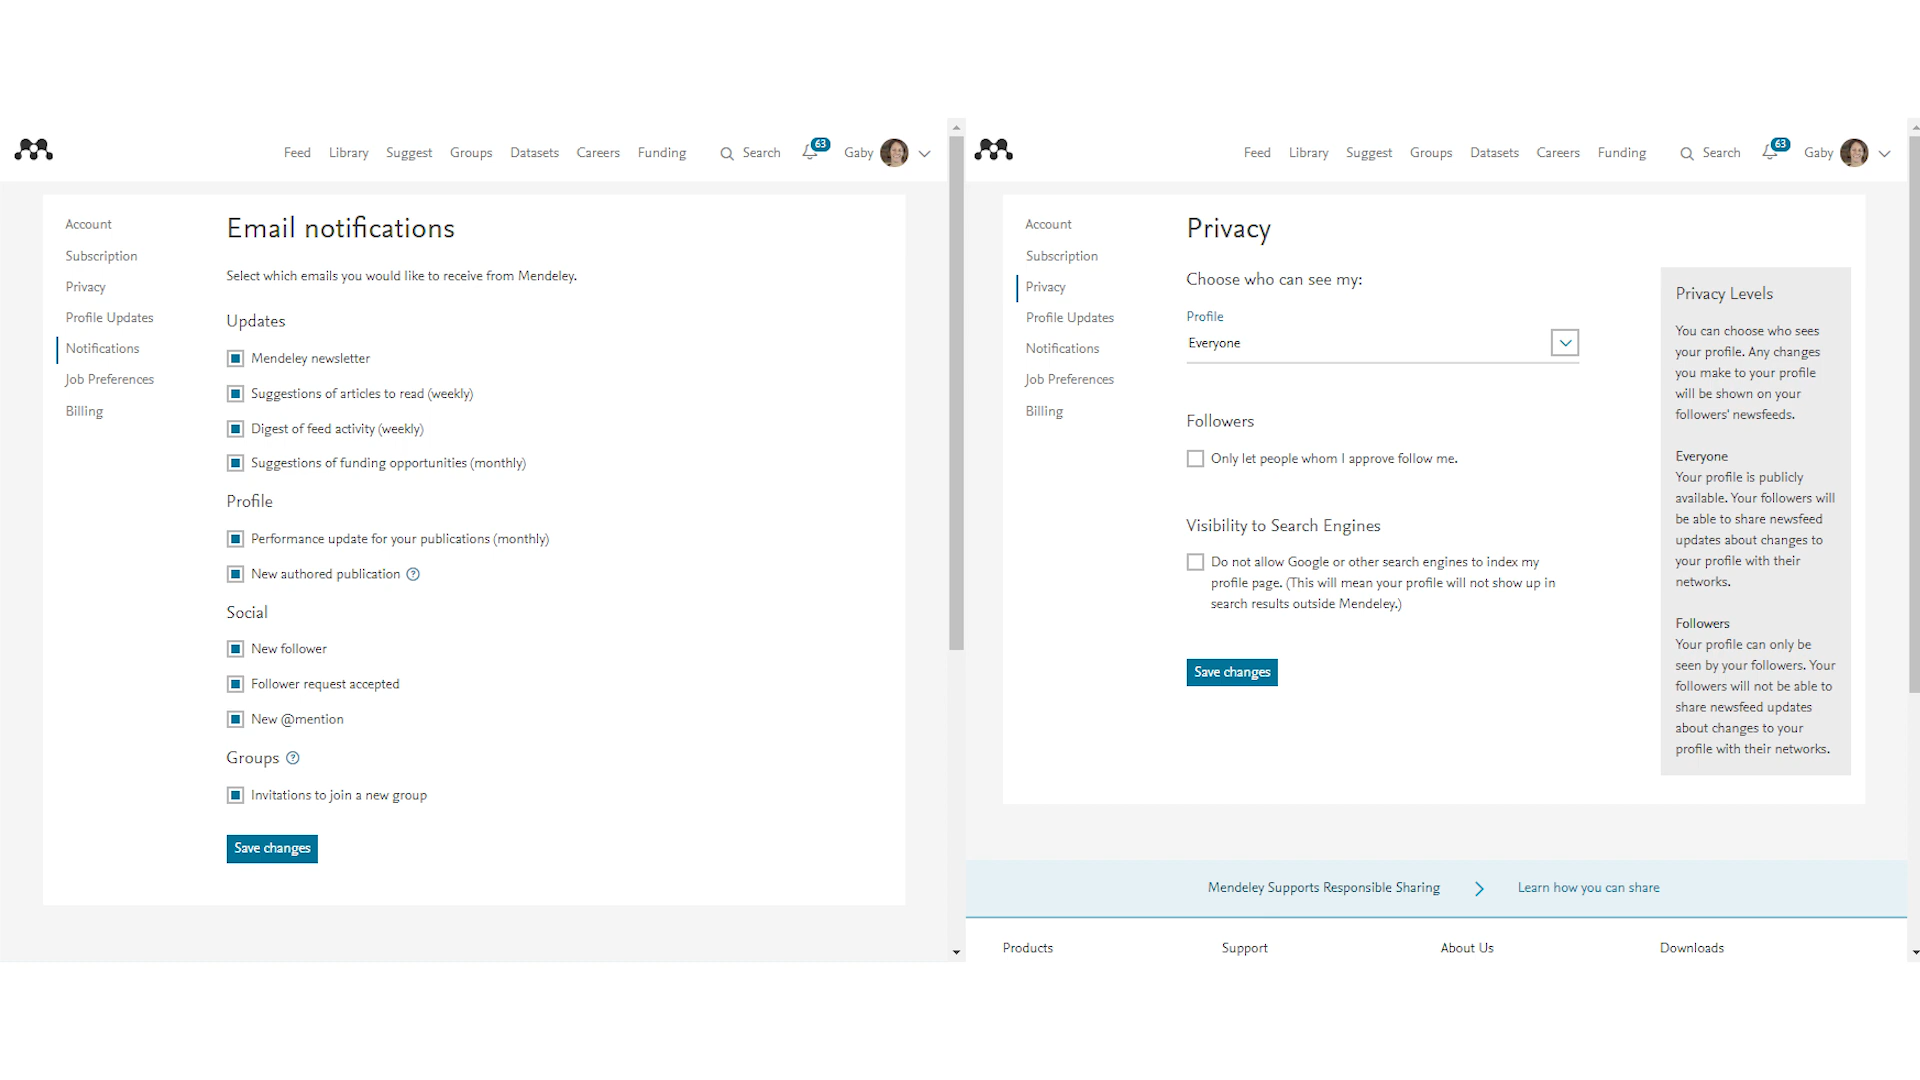 Feed Library Suggest Groups Datasets Careers Funding Search 63 Gaby
Account
Subscription
Privacy
Profile Updates
Notifications
Job Preferences
Billing
Email notifications
Select which emails you would like to receive from Mendeley.
Updates
Mendeley newsletter
Suggestions of articles to read (weekly)
Digest of feed activity (weekly)
Suggestions of funding opportunities (monthly)
Profile
Performance update for your publications (monthly)
New authored publication ?
Social
New follower
Follower request accepted
New @mention
Groups ?
Invitations to join a new group
Save changes
Feed Library Suggest Groups Datasets Careers Funding Search 63 Gaby
Account
Subscription
Privacy
Profile Updates
Notifications
Job Preferences
Billing
Privacy
Choose who can see my:
Profile
Everyone
Followers
Only let people whom I approve follow me.
Visibility to Search Engines
Do not allow Google or other search engines to index my
profile page. (This will mean your profile will not show up in
search results outside Mendeley.)
Save changes
Privacy Levels
You can choose who sees
your profile. Any changes
you make to your profile
will be shown on your
followers' newsfeeds.
Everyone
Your profile is publicly
available. Your followers will
be able to share newsfeed
updates about changes to
your profile with their
networks.
Followers
Your profile can only be
seen by your followers. Your
followers will not be able to
share newsfeed updates
about changes to your
profile with their networks.
Mendeley Supports Responsible Sharing Learn how you can share
Products Support About Us Downloads